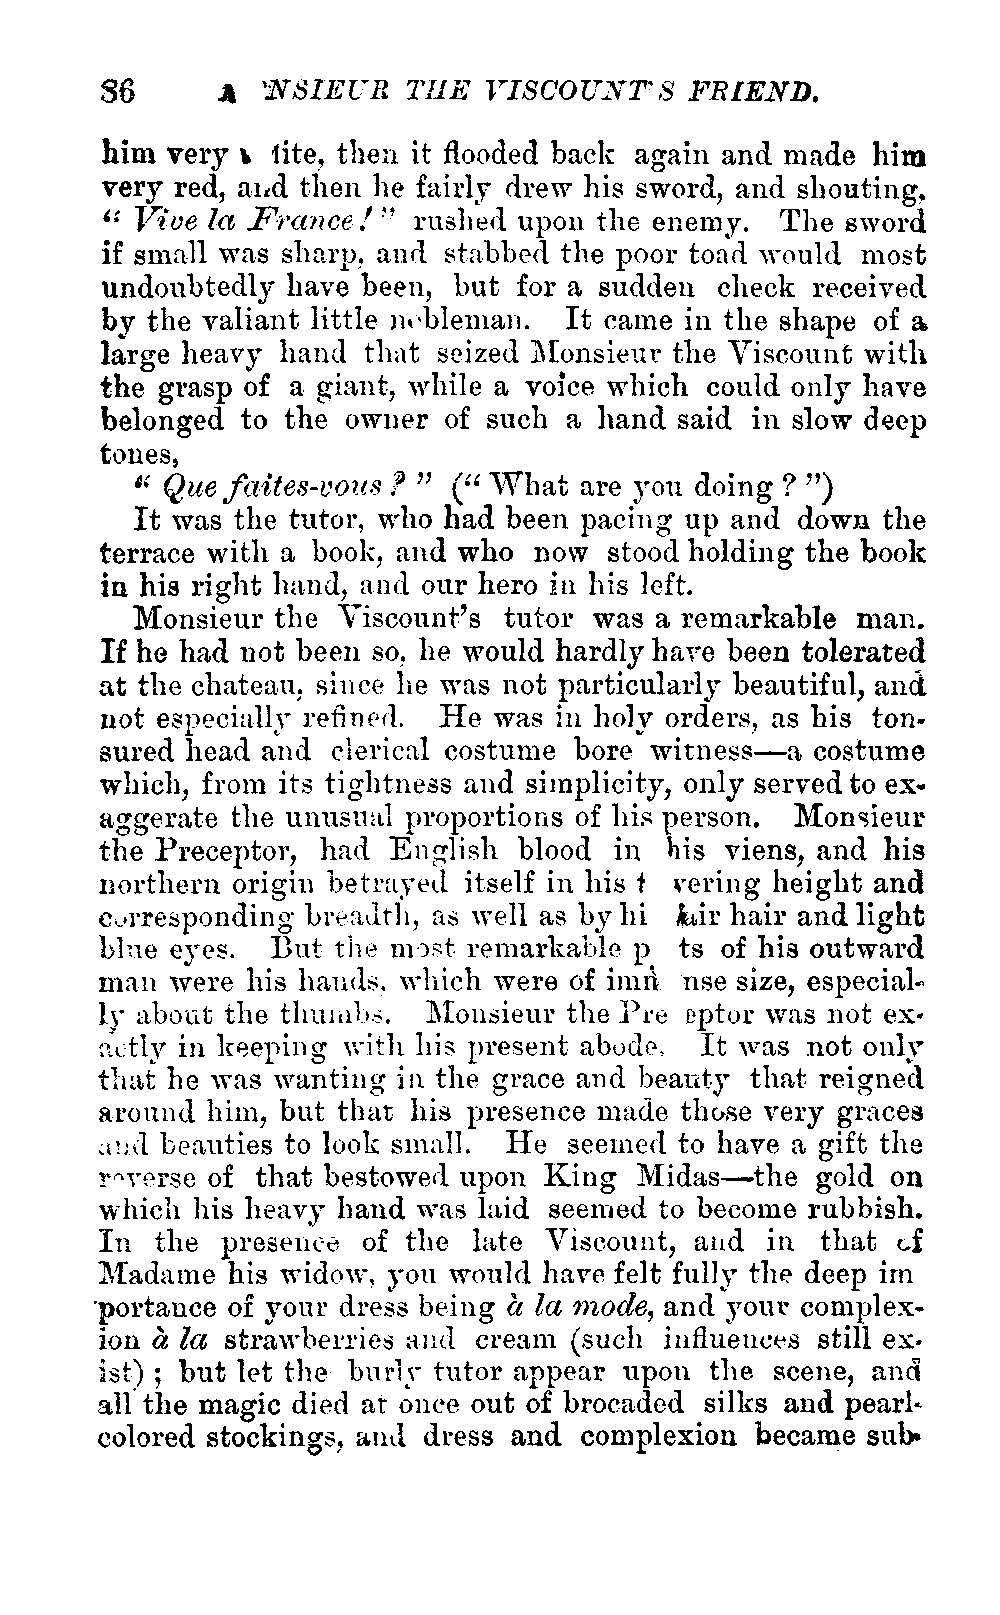 36 'NSIEUR THE VISCOUNT'S FRIEND.
him very then it flooded back again and made him
very red, and then he fairly drew his sword, and shouting,
“ Vive la France! ” rushed upon the enemy. The sword
if small was sharp, and stabbed the poor toad would most
undoubtedly have been, but for a sudden check received
by the valiant little nobleman. It came in the shape of a
large heavy hand that seized Monsieur the Viscount with
the grasp of a giant, while a voice which could only have
belonged to the owner of such a hand said in slow deep
tones,
“ Que faites-vous ? ” (“ What are you doing ? ”)
It was the tutor, who had been pacing up and down the
terrace with a book, and who now stood holding the book
in his right hand, and our hero in his left.
Monsieur the Viscount's tutor was a remarkable man.
If he had not been so, he would hardly have been tolerated
at the chateau, since he was not particularly beautiful, and
not especially refined. He was in holy orders, as his ton-
sured head and clerical costume bore witness—a costume
which, from its tightness and simplicity, only served to ex-
aggerate the unusual proportions of his person. Monsieur
the Preceptor, had English blood in his viens, and his
northern origin betrayed itself in his t vering height and
corresponding breadth, as well as by hi fair hair and light
blue eyes. But the most remarkable p ts of his outward
man were his hands, which were of imm nse size, especial-
ly about the thumbs. Monsieur the Pre eptor was not ex-
actly in keeping with his present abode. It was not only
that he was wanting in the grace and beauty that reigned
around him, but that his presence made those very graces
and beauties to look small. He seemed to have a gift the
reverse of that bestowed upon King Midas—the gold on
which his heavy hand was laid seemed to become rubbish.
In the presence of the late Viscount, and in that of
Madame his widow, you would have felt fully the deep im
portance of your dress being à la mode, and your complex-
ion à la strawberries and cream (such influences still ex-
ist) ; but let the burly tutor appear upon the scene, and
all the magic died at once out of brocaded silks and pearl-
colored stockings, and dress and complexion became sub-